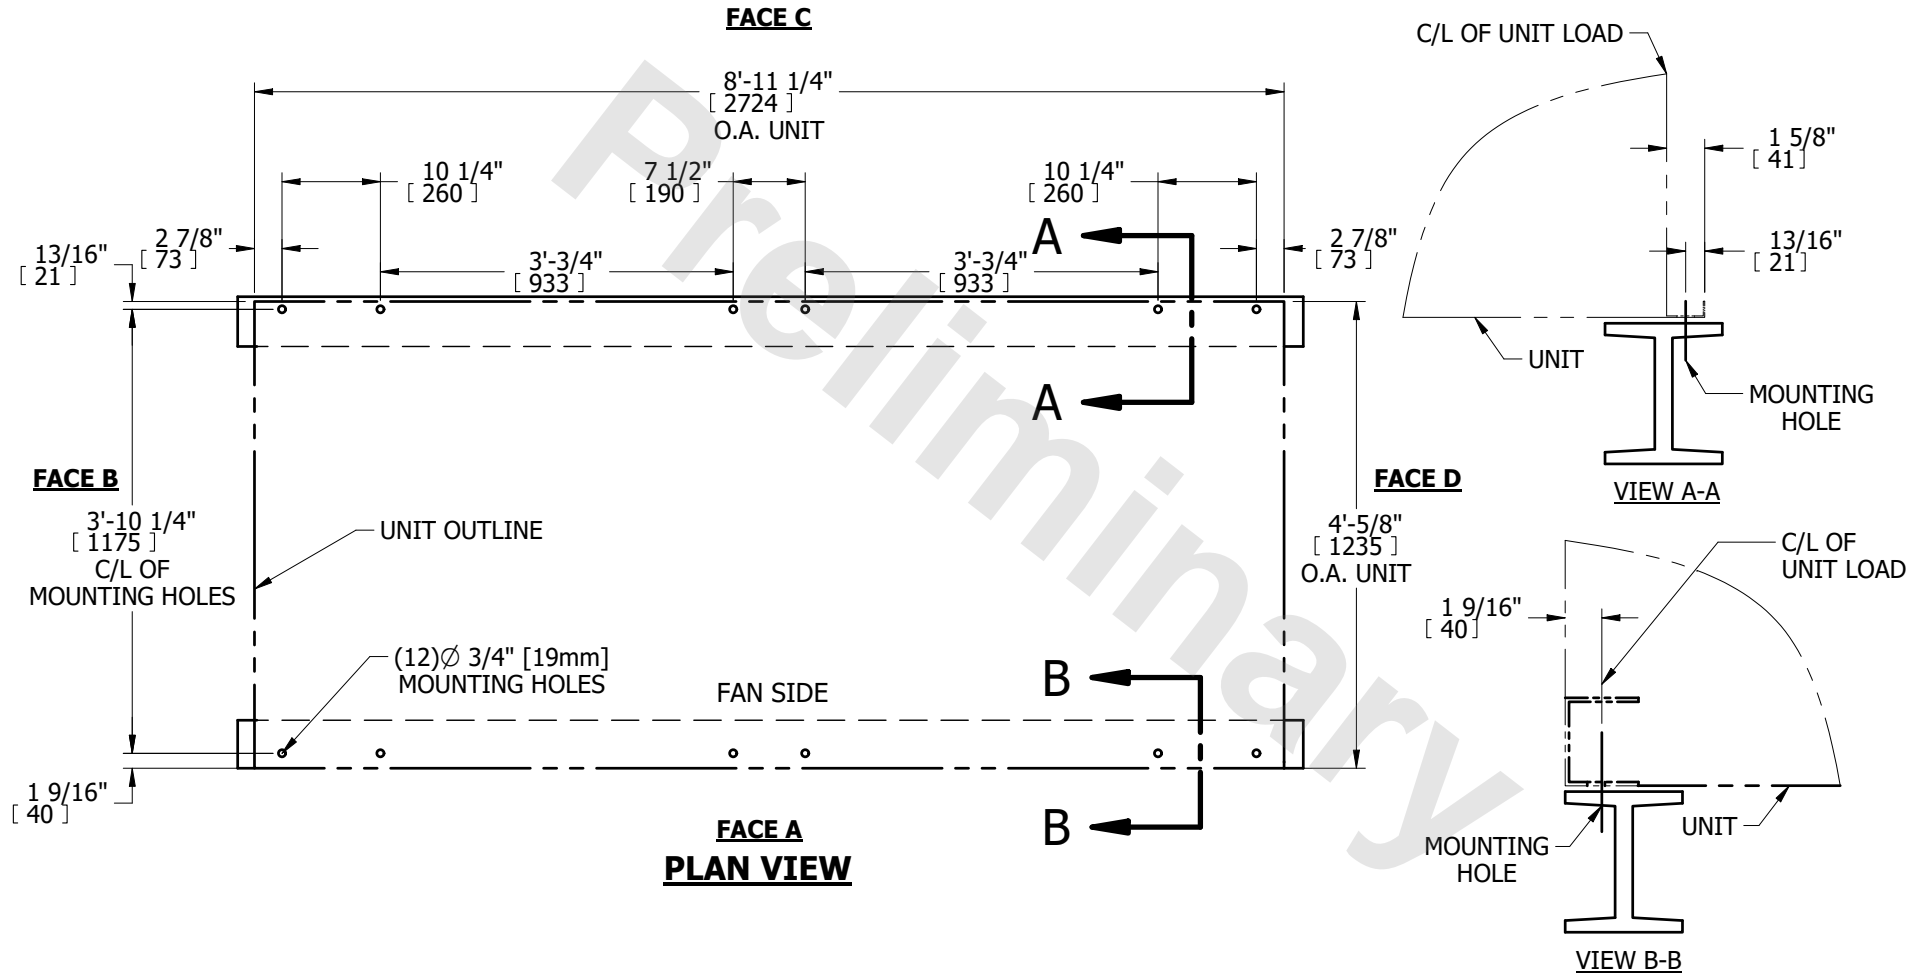 FACE C
8'-11 1/4"
[ 2724 ]
O.A. UNIT
10 1/4"
[ 260 ]
7 1/2"
[ 190 ]
10 1/4"
[ 260 ]
13/16"
[ 21 ]
2 7/8"
[ 73 ]
3'-3/4"
[ 933 ]
3'-3/4"
[ 933 ]
2 7/8"
[ 73 ]
A
A
FACE B
3'-10 1/4"
[ 1175 ]
C/L OF
MOUNTING HOLES
UNIT OUTLINE
FACE D
4'-5/8"
[ 1235 ]
O.A. UNIT
(12)Ø 3/4" [19mm]
MOUNTING HOLES
FAN SIDE
B
B
1 9/16"
[ 40 ]
FACE A
PLAN VIEW
C/L OF UNIT LOAD
1 5/8"
[ 41 ]
13/16"
[ 21 ]
UNIT
MOUNTING
HOLE
VIEW A-A
C/L OF
UNIT LOAD
1 9/16"
[ 40 ]
UNIT
MOUNTING
HOLE
VIEW B-B
Preliminary